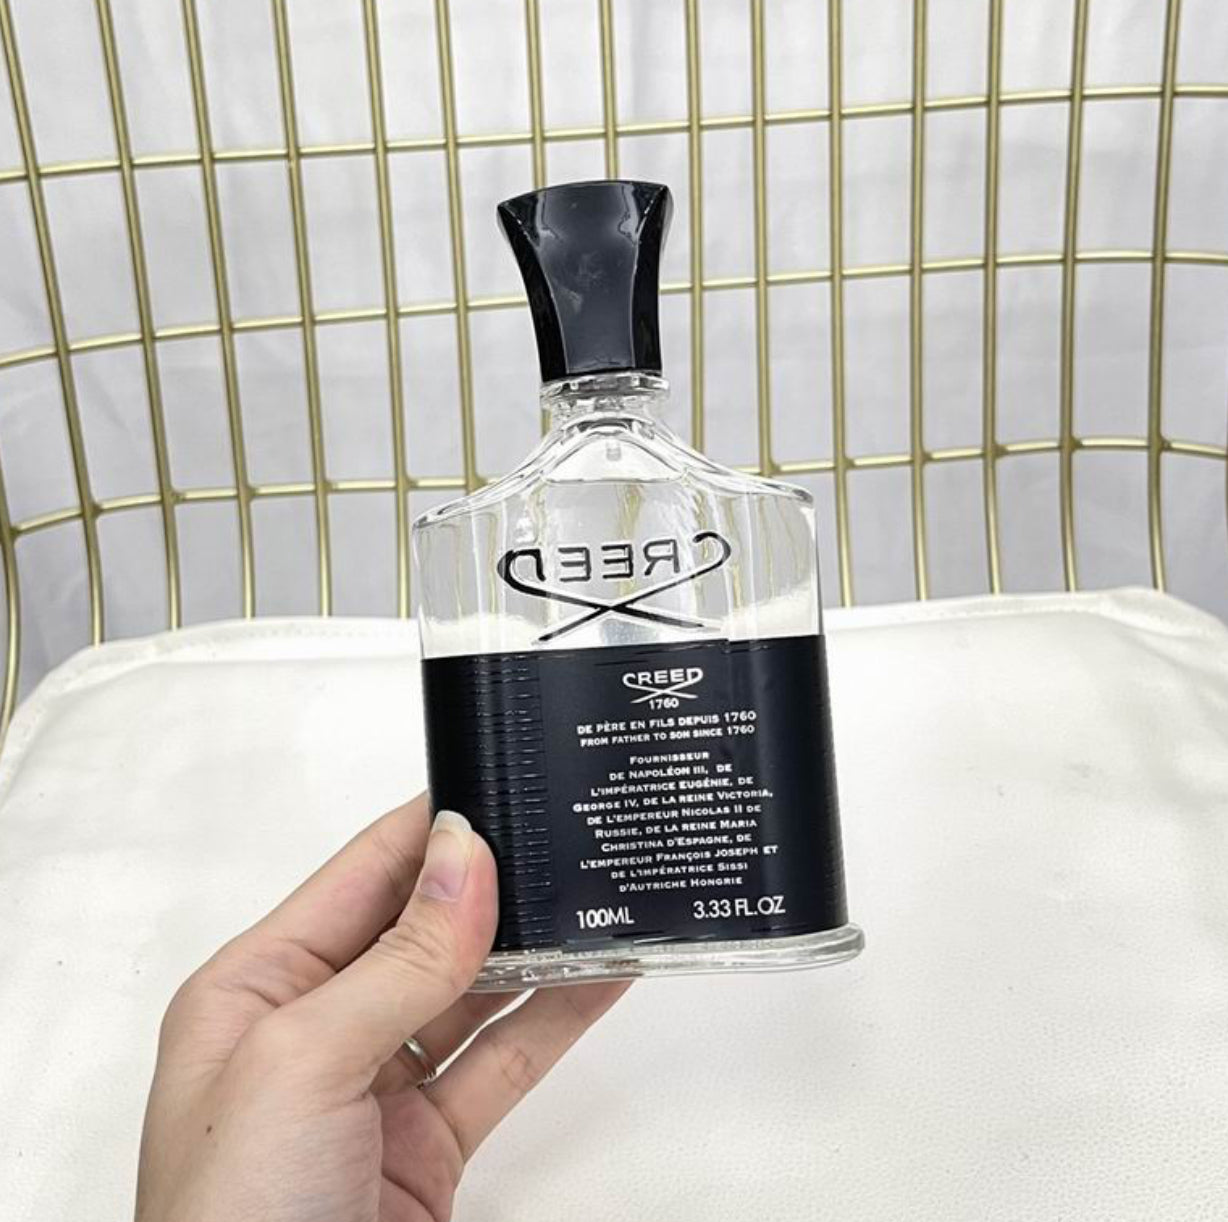 CREED
CREED
1760
DE PÈRE EN FILS DEPUIS 1760
FROM FATHER TO SON SINCE 1760
FOURNISSEUR
DE NAPOLÉON III, DE
L'IMPÉRATRICE EUGÉNIE, DE
GEORGE IV, DE LA REINE VICTORIA,
DE L'EMPEREUR NICOLAS II DE
RUSSIE, DE LA REINE MARIA
CHRISTINA D'ESPAGNE, DE
L'EMPEREUR FRANÇOIS JOSEPH ET
DE L'IMPÉRATRICE SISSI
D'AUTRICHE HONGRIE
100ML 3.33 FL.OZ